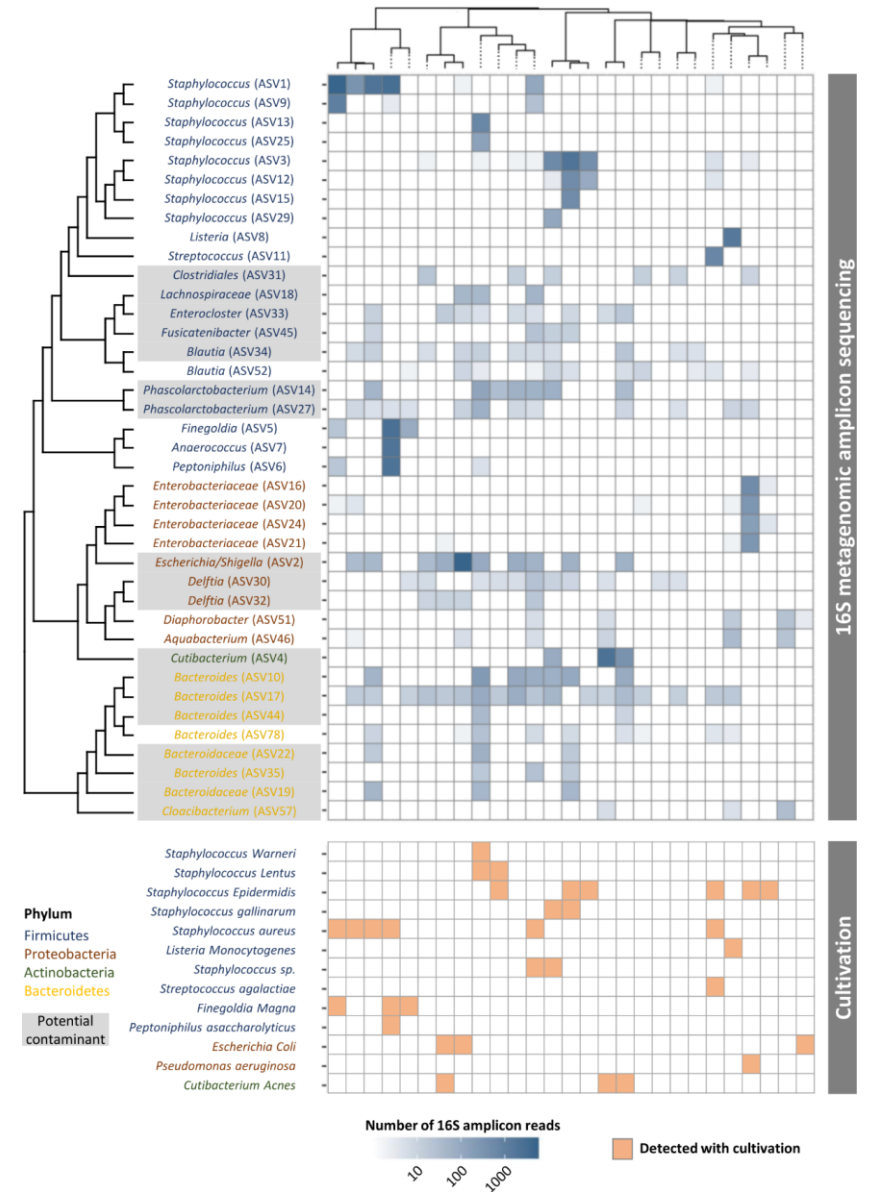 Staphylococcus (ASV1)
Staphylococcus (ASV9)
Staphylococcus (ASV13)
Staphylococcus (ASV25)
Staphylococcus (ASV3)
Staphylococcus (ASV12)
Staphylococcus (ASV15)
Staphylococcus (ASV29)
Listeria (ASV8)
Streptococcus (ASV11)
Clostridiales (ASV31)
Lachnospiraceae (ASV18)
Enterocloster (ASV33)
Fusicatenibacter (ASV45)
Blautia (ASV34)
Blautia (ASV52)
Phascolarctobacterium (ASV14)
Phascolarctobacterium (ASV27)
Finegoldia (ASV5)
Anaerococcus (ASV7)
Peptoniphilus (ASV6)
Enterobacteriaceae (ASV16)
Enterobacteriaceae (ASV20)
Enterobacteriaceae (ASV24)
Enterobacteriaceae (ASV21)
Escherichia/Shigella (ASV2)
Delftia (ASV30)
Delftia (ASV32)
Diaphorobacter (ASV51)
Aquabacterium (ASV46)
Cutibacterium (ASV4)
Bacteroides (ASV10)
Bacteroides (ASV17)
Bacteroides (ASV44)
Bacteroides (ASV78)
Bacteroidaceae (ASV22)
Bacteroides (ASV35)
Bacteroidaceae (ASV19)
Cloacibacterium (ASV57)
16S metagenomic amplicon sequencing
Staphylococcus Warneri
Staphylococcus Lentus
Staphylococcus Epidermidis
Staphylococcus gallinarum
Staphylococcus aureus
Listeria Monocytogenes
Staphylococcus sp.
Streptococcus agalactiae
Finegoldia Magna
Peptoniphilus asaccharolyticus
Escherichia Coli
Pseudomonas aeruginosa
Cutibacterium Acnes
Cultivation
Phylum
Firmicutes
Proteobacteria
Actinobacteria
Bacteroidetes
Potential
contaminant
Number of 16S amplicon reads
10
100
1000
Detected with cultivation